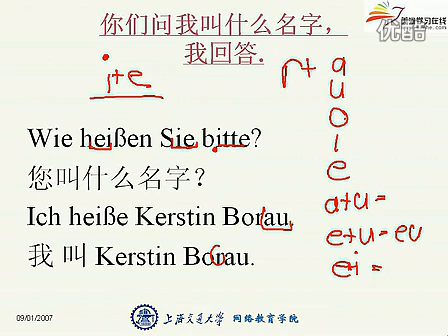 你们问我叫什么名字，
我回答.
i+e
Wie heißen Sie bitte?
您叫什么名字？
Ich heiße Kerstin Borau.
我 叫 Kerstin Borau.
r+ a
u
o
i
e
a+u=
e+u=eu
e+i=
09/01/2007
上海交通大学 网络教育学院
优酷